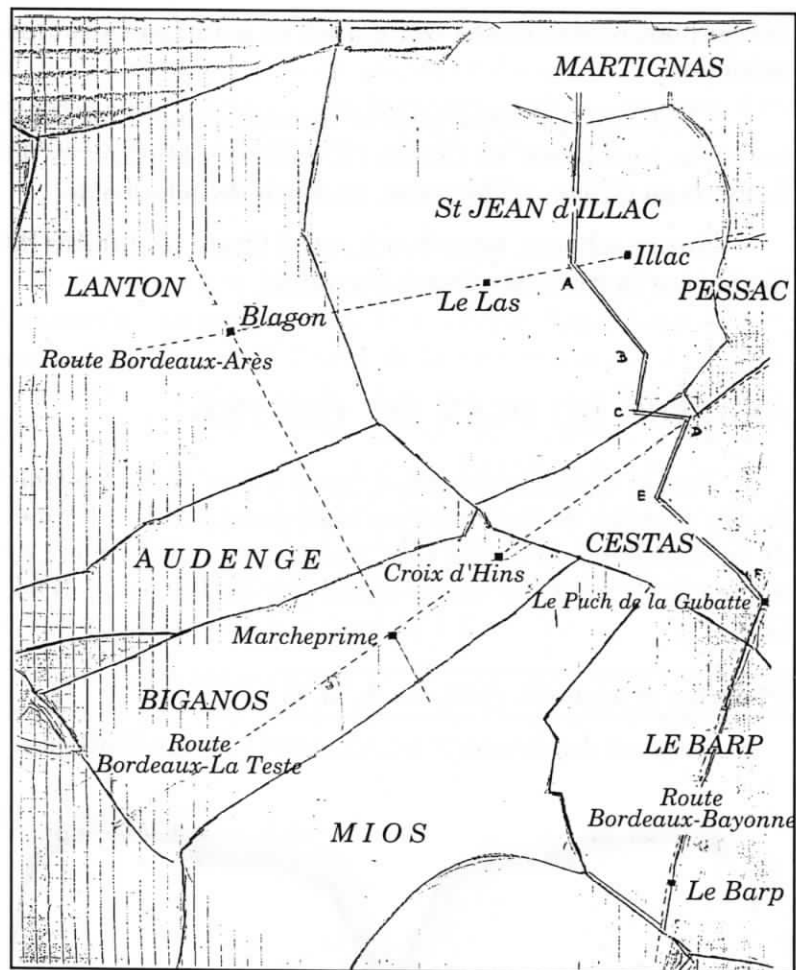 MARTIGNAS
St JEAN d'ILLAC
Illac
A
LANTON
PESSAC
Le Las
Blagon
Route Bordeaux-Arès
B
C
D
E
AUDENGE
CESTAS
Croix d'Hins
F
Le Puch de la Gubatte
Marcheprime
BIGANOS
Route
Bordeaux-La Teste
LE BARP
Route
Bordeaux-Bayonne
MIOS
Le Barp